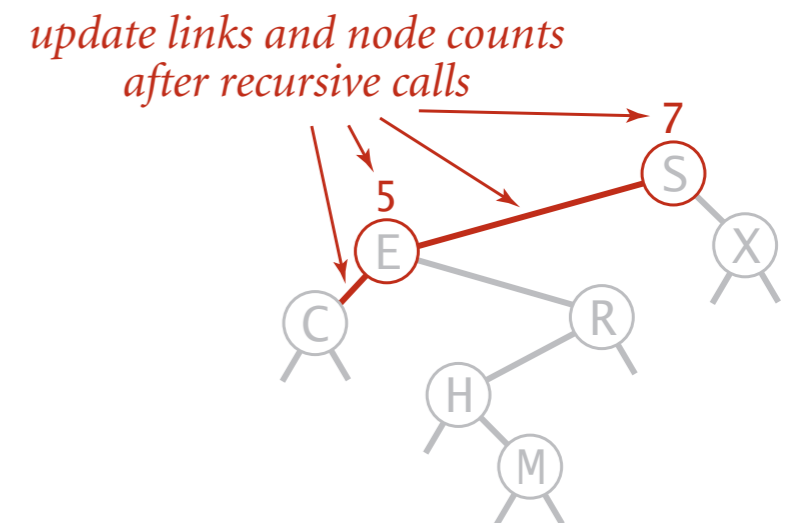 update links and node counts
after recursive calls
7
S
5
E
X
C
R
H
M